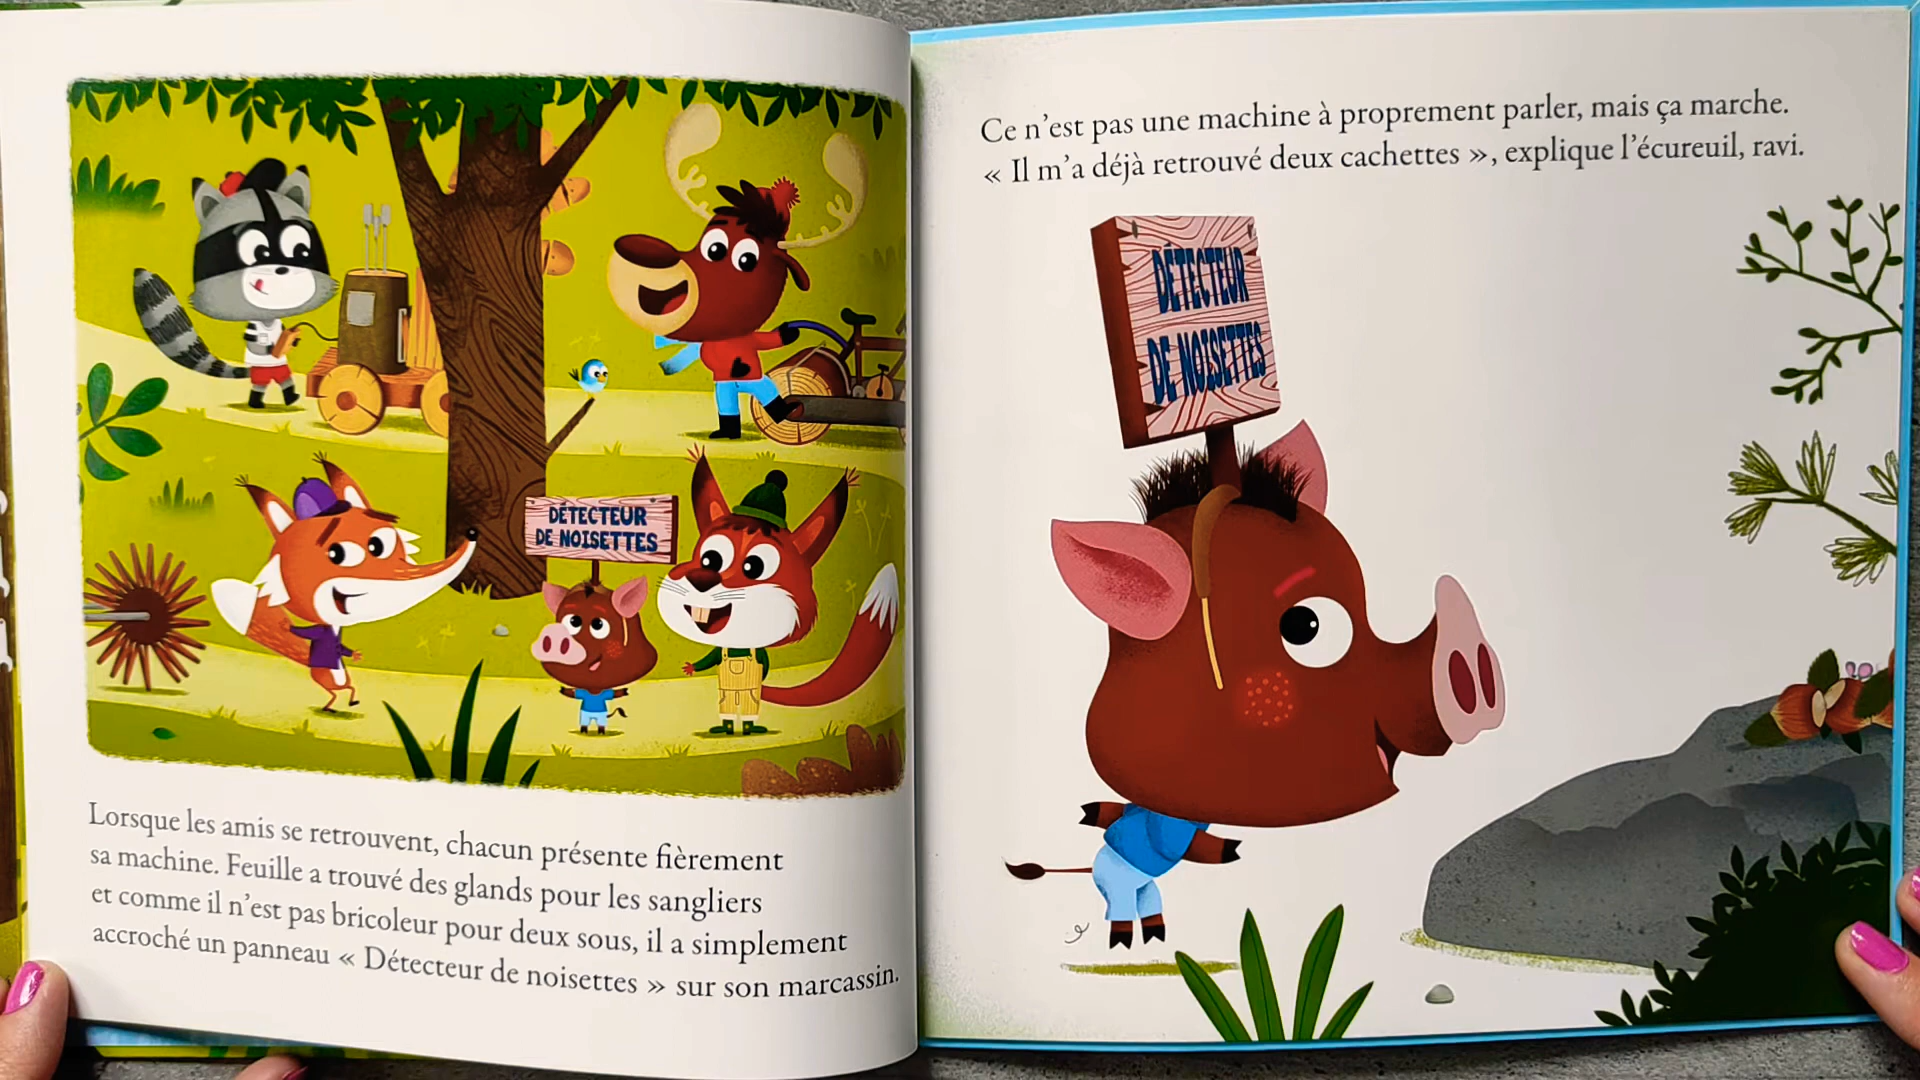 DÉTECTEUR
DE NOISETTES
Lorsque les amis se retrouvent, chacun présente fièrement
sa machine. Feuille a trouvé des glands pour les sangliers
et comme il n'est pas bricoleur pour deux sous, il a simplement
accroché un panneau « Détecteur de noisettes » sur son marcassin.
Ce n'est pas une machine à proprement parler, mais ça marche.
« Il m'a déjà retrouvé deux cachettes », explique l'écureuil, ravi.
DÉTECTEUR
DE NOISETTES